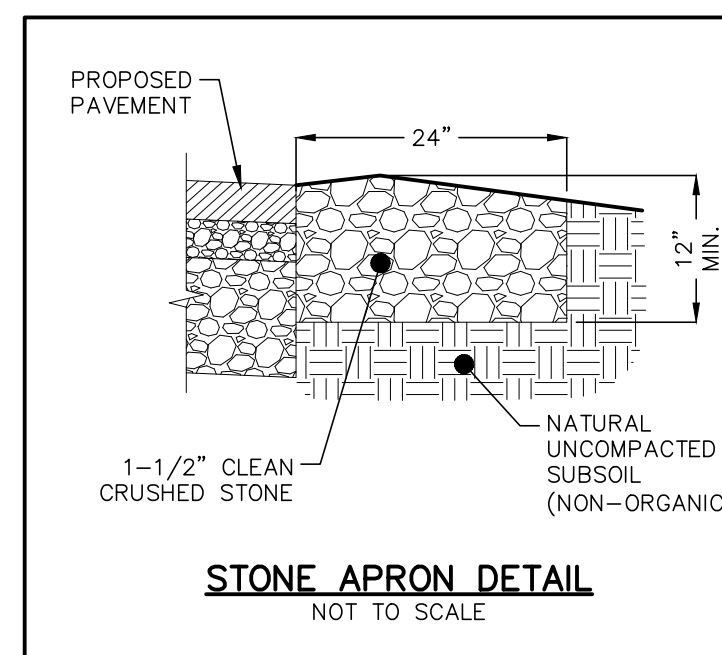 PROPOSED
PAVEMENT
24”
12”
MIN.
1-1/2” CLEAN
CRUSHED STONE
NATURAL
UNCOMPACTED
SUBSOIL
(NON-ORGANIC
STONE APRON DETAIL
NOT TO SCALE